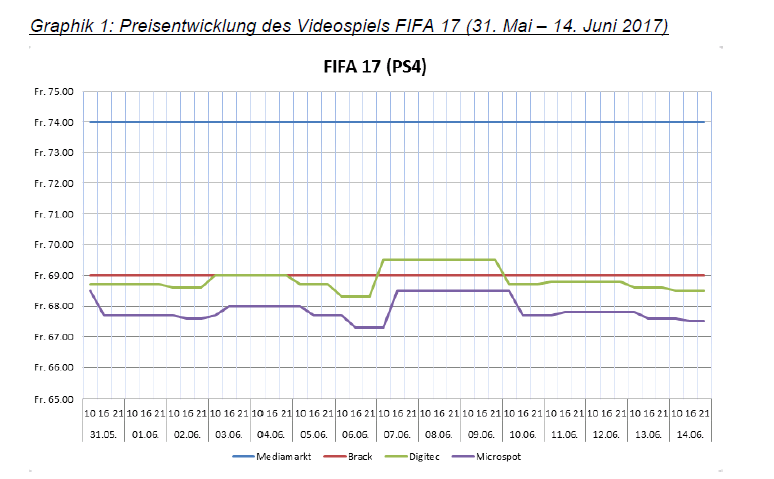 Graphik 1: Preisentwicklung des Videospiels FIFA 17 (31. Mai – 14. Juni 2017)
FIFA 17 (PS4)
Fr. 75.00
Fr. 74.00
Fr. 73.00
Fr. 72.00
Fr. 71.00
Fr. 70.00
Fr. 69.00
Fr. 68.00
Fr. 67.00
Fr. 66.00
Fr. 65.00
10 16 21 10 16 21 10 16 21 10 16 21 10 16 21 10 16 21 10 16 21 10 16 21 10 16 21 10 16 21 10 16 21 10 16 21 10 16 21 10 16 21 10 16 21
31.05. 01.06. 02.06. 03.06. 04.06. 05.06. 06.06. 07.06. 08.06. 09.06. 10.06. 11.06. 12.06. 13.06. 14.06.
Mediamarkt Brack Digitec Microspot